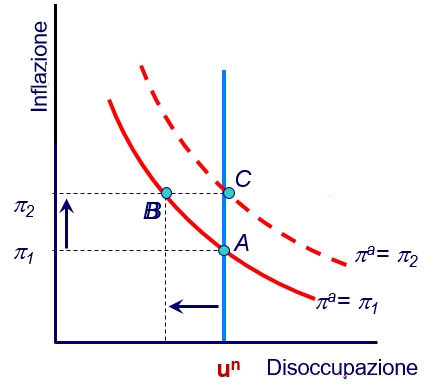 Inflazione
C
B
π2
A
π1
πª= π2
πª= π1
uⁿ
Disoccupazione